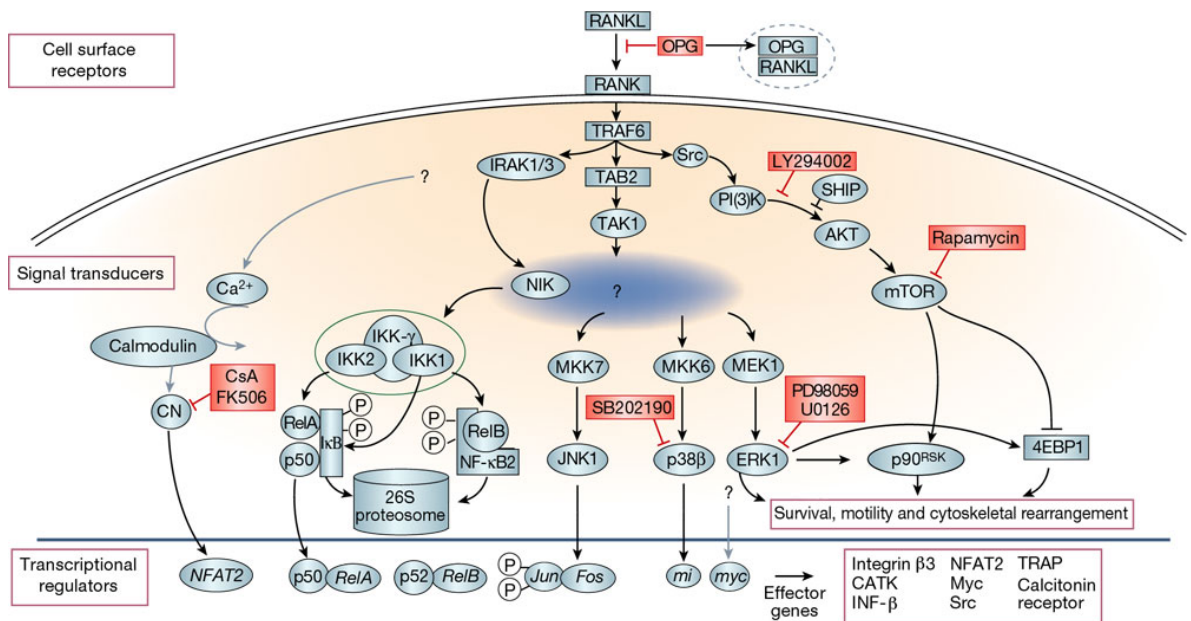 RANKL
Cell surface
receptors
OPG
OPG
RANKL
RANK
TRAF6
IRAK1/3
Src
LY294002
?
TAB2
PI(3)K
SHIP
TAK1
AKT
Rapamycin
Signal transducers
Ca²⁺
NIK
?
mTOR
Calmodulin
IKK-γ
IKK2
IKK1
MKK7
MKK6
MEK1
CsA
FK506
PD98059
U0126
CN
SB202190
P
P
RelA
IκB
p50
P
P
RelB
NF-κB2
JNK1
p38β
ERK1
p90ᴿˢᴷ
4EBP1
26S
proteosome
?
Survival, motility and cytoskeletal rearrangement
Transcriptional
regulators
NFAT2
p50
RelA
p52
RelB
P
P
Jun
Fos
mi
myc
Effector
genes
Integrin β3 NFAT2 TRAP
CATK Myc Calcitonin
INF-β Src receptor